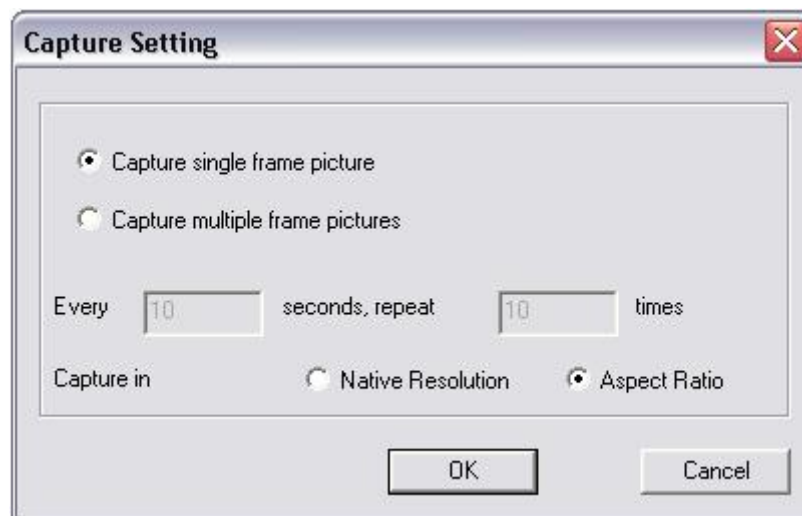 Capture Setting
Capture single frame picture
Capture multiple frame pictures
Every 10 seconds, repeat 10 times
Capture in Native Resolution Aspect Ratio
OK Cancel